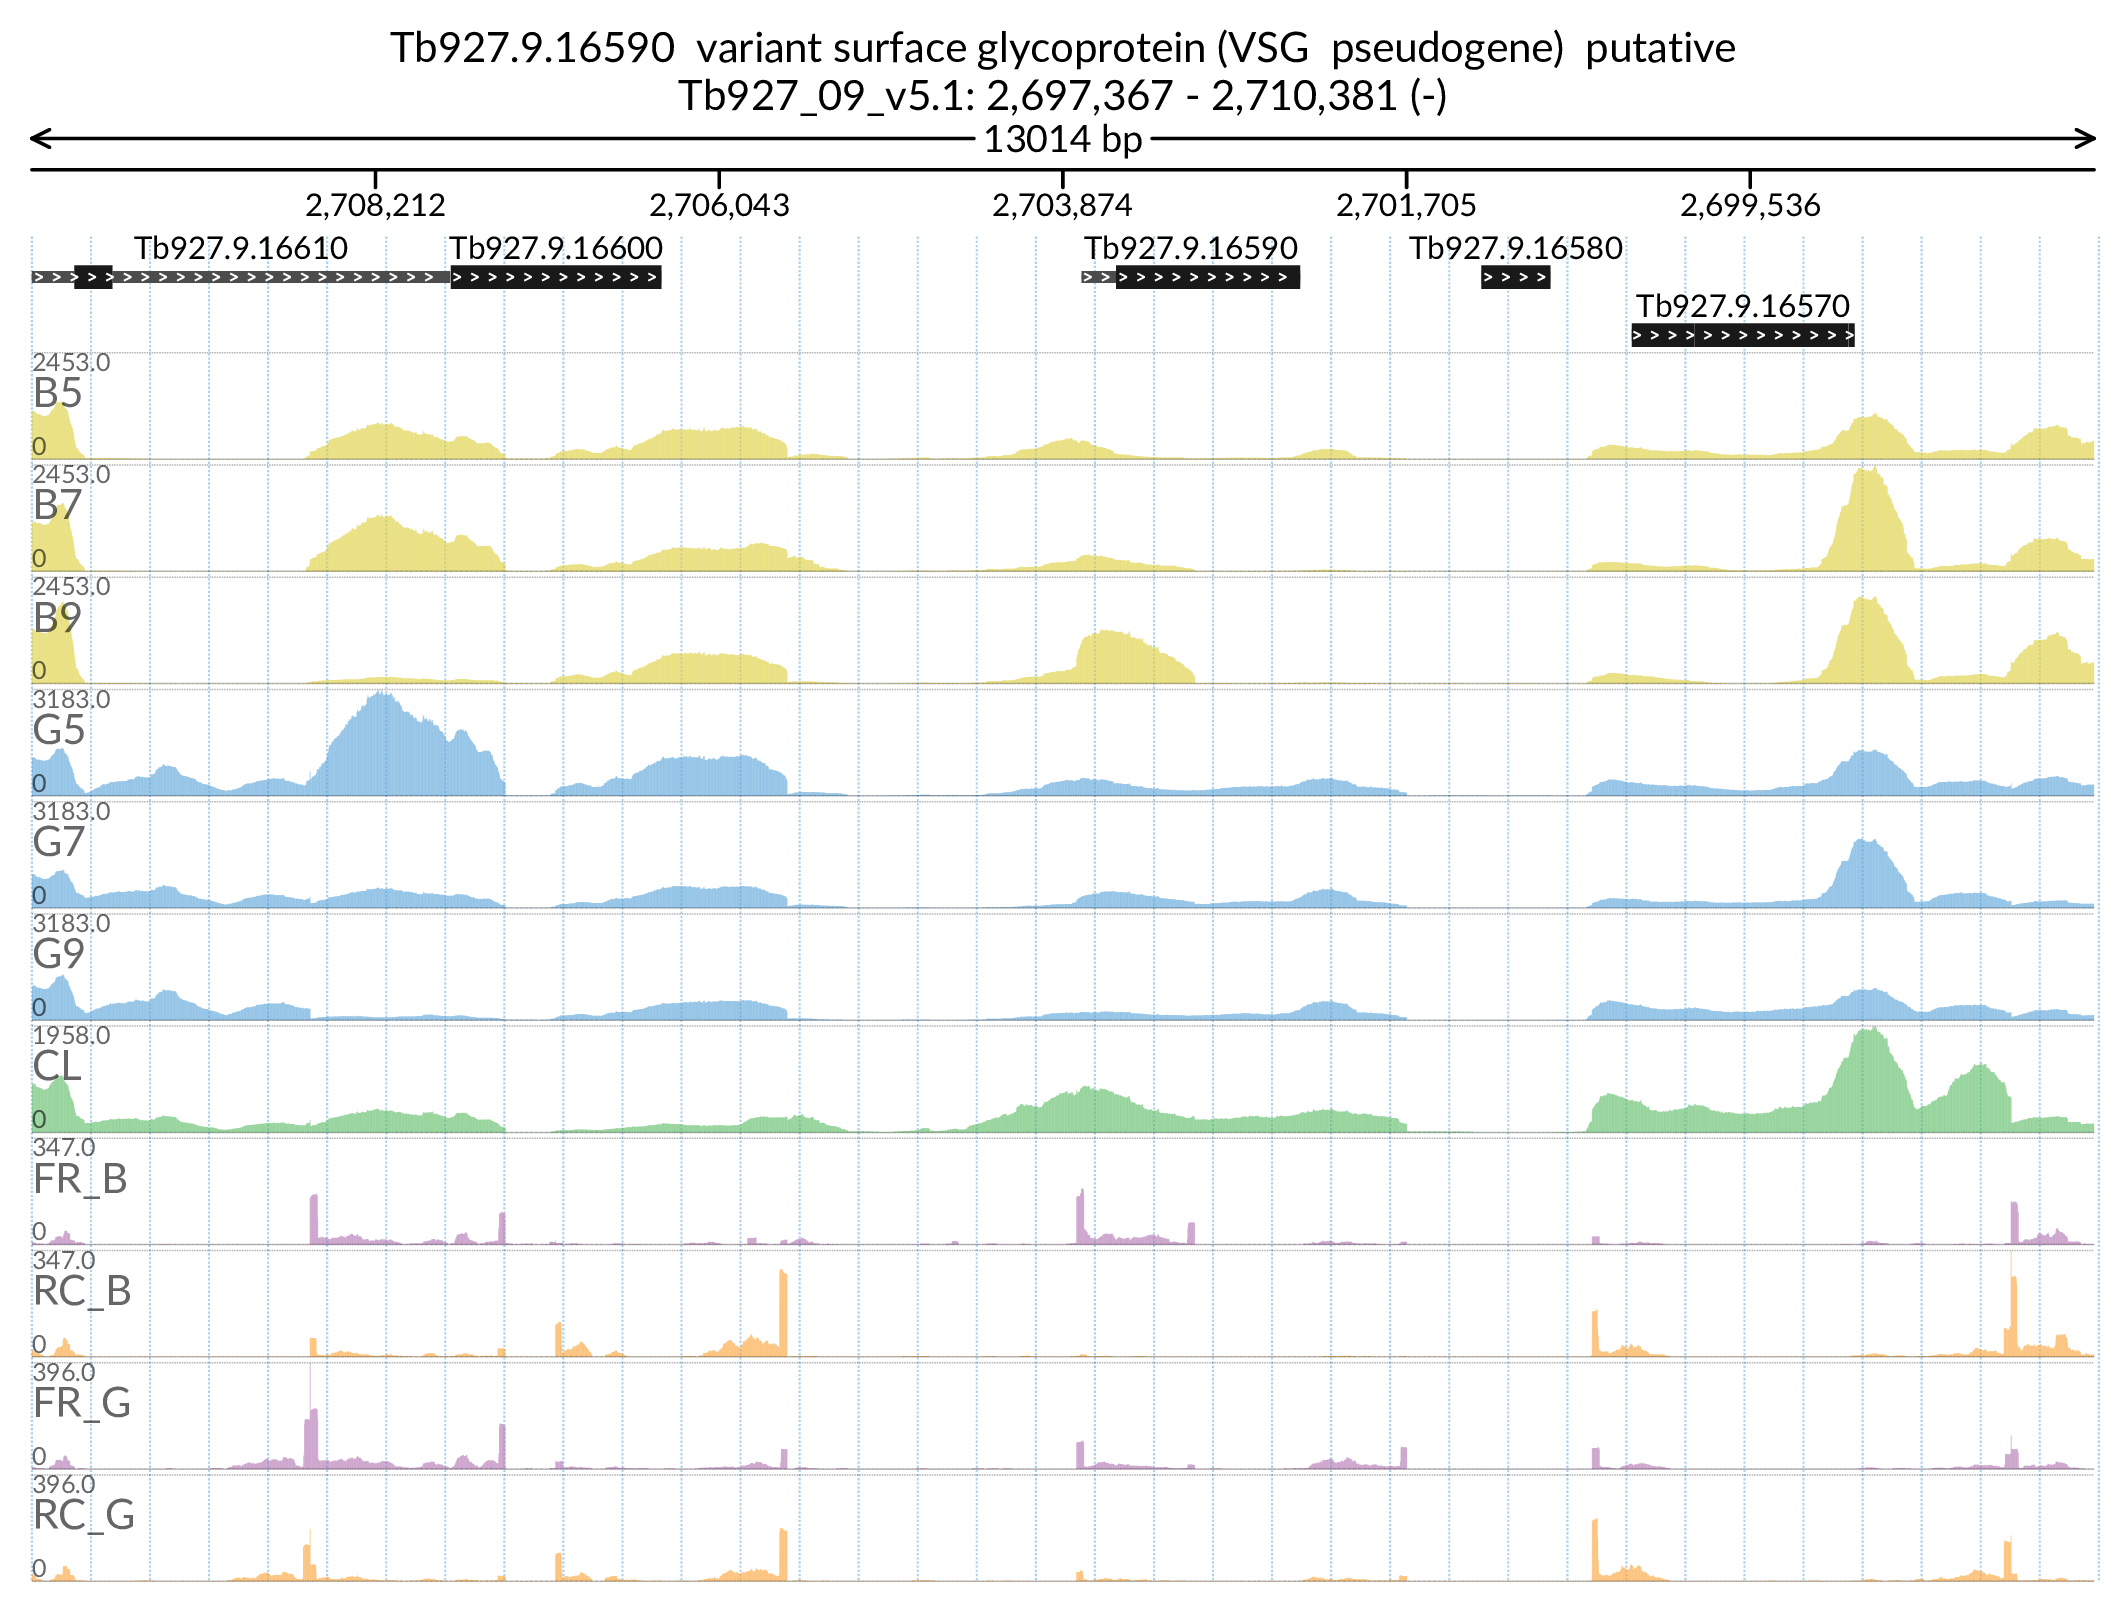 Tb927.9.16590 variant surface glycoprotein (VSG pseudogene) putative
Tb927_09_v5.1: 2,697,367 - 2,710,381 (-)
13014 bp
2,708,212 2,706,043 2,703,874 2,701,705 2,699,536
Tb927.9.16610 Tb927.9.16600 Tb927.9.16590 Tb927.9.16580
Tb927.9.16570
2453.0
B5
0
2453.0
B7
0
2453.0
B9
0
3183.0
G5
0
3183.0
G7
0
3183.0
G9
0
1958.0
CL
0
347.0
FR_B
0
347.0
RC_B
0
396.0
FR_G
0
396.0
RC_G
0